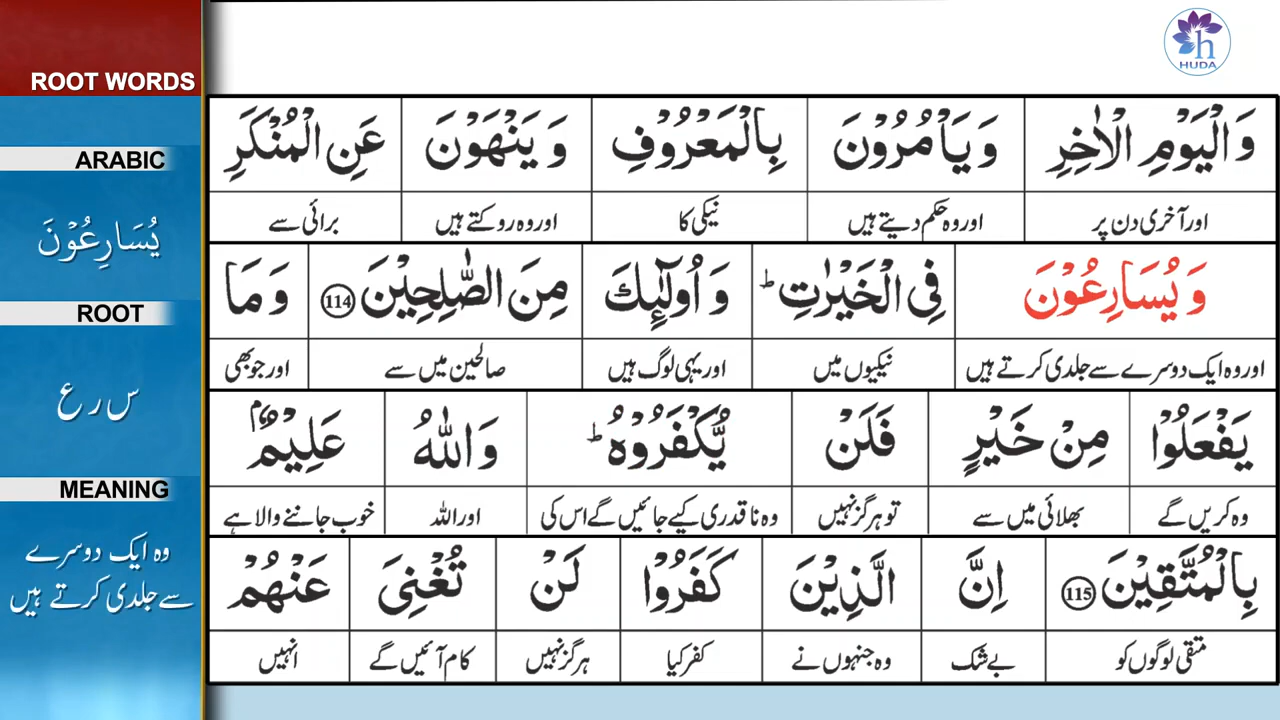 ROOT WORDS
ARABIC
يُسَارِعُوْنَ
ROOT
س ر ع
MEANING
وہ ایک دوسرے
سے جلدی کرتے ہیں
HUDA
وَ الْيَوْمِ الْاٰخِرِ وَ يَاْمُرُوْنَ بِالْمَعْرُوْفِ وَ يَنْهَوْنَ عَنِ الْمُنْكَرِ
اور آخری دن پر اور وہ حکم دیتے ہیں نیکی کا اور وہ روکتے ہیں برائی سے
وَ يُسَارِعُوْنَ فِي الْخَيْرٰتِ ؕ وَ اُولٰٓئِكَ مِنَ الصّٰلِحِيْنَ 114 وَ مَا
اور وہ ایک دوسرے سے جلدی کرتے ہیں نیکیوں میں اور یہی لوگ ہیں صالحین میں سے اور جو بھی
يَفْعَلُوْا مِنْ خَيْرٍ فَلَنْ يُّكْفَرُوْهُ ؕ وَ اللّٰهُ عَلِيْمٌۢ
وہ کریں گے بھلائی میں سے تو ہرگز نہیں وہ ناقدری کیے جائیں گے اس کی اور اللہ خوب جاننے والا ہے
بِالْمُتَّقِيْنَ 115 اِنَّ الَّذِيْنَ كَفَرُوْا لَنْ تُغْنِيَ عَنْهُمْ
متقی لوگوں کو بے شک وہ جنہوں نے کفر کیا ہرگز نہیں کام آئیں گے انہیں